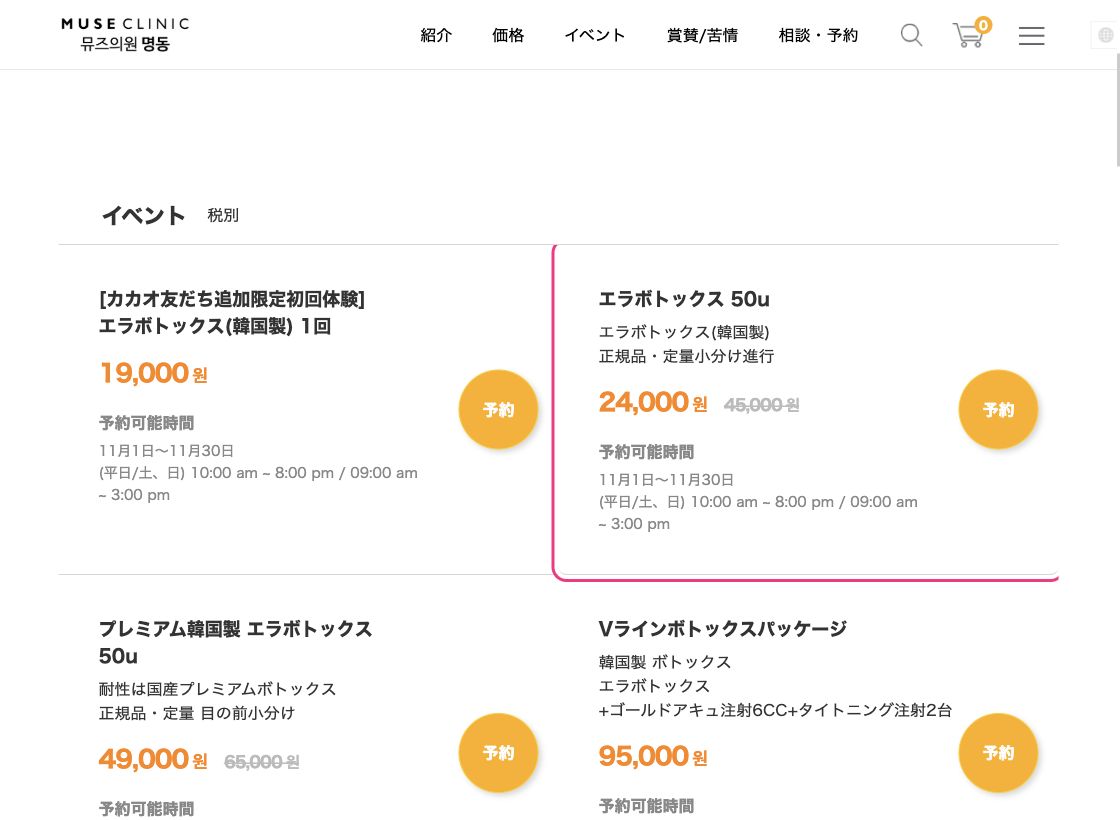 MUSE CLINIC
뮤즈의원 명동
紹介 価格 イベント 賞賛/苦情 相談・予約 0
イベント 税別
[カカオ友だち追加限定初回体験]
エラボトックス(韓国製) 1回
19,000 원
予約
予約可能時間
11月1日〜11月30日
(平日/土、日) 10:00 am ~ 8:00 pm / 09:00 am
~ 3:00 pm
エラボトックス 50u
エラボトックス(韓国製)
正規品・定量小分け進行
24,000 원 45,000 원
予約
予約可能時間
11月1日〜11月30日
(平日/土、日) 10:00 am ~ 8:00 pm / 09:00 am
~ 3:00 pm
プレミアム韓国製 エラボトックス
50u
耐性は国産プレミアムボトックス
正規品・定量 目の前小分け
49,000 원 65,000 원
予約
予約可能時間
Vラインボトックスパッケージ
韓国製 ボトックス
エラボトックス
+ゴールドアキュ注射6CC+タイトニング注射2台
95,000 원
予約
予約可能時間